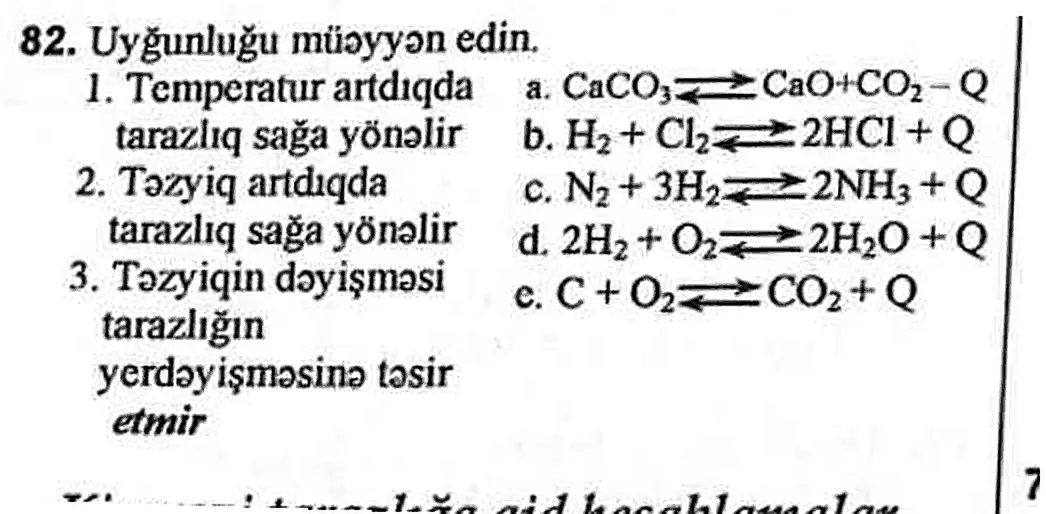 82. Uyğunluğu müəyyən edin.
1. Temperatur artdıqda
tarazlıq sağa yönəlir
2. Təzyiq artdıqda
tarazlıq sağa yönəlir
3. Təzyiqin dəyişməsi
tarazlığın
yerdəyişməsinə təsir
etmir
a. CaCO₃⇄CaO+CO₂ – Q
b. H₂ + Cl₂⇄2HCl + Q
c. N₂ + 3H₂⇄2NH₃ + Q
d. 2H₂ + O₂⇄2H₂O + Q
e. C + O₂⇄CO₂ + Q
7
aid hesablamalar